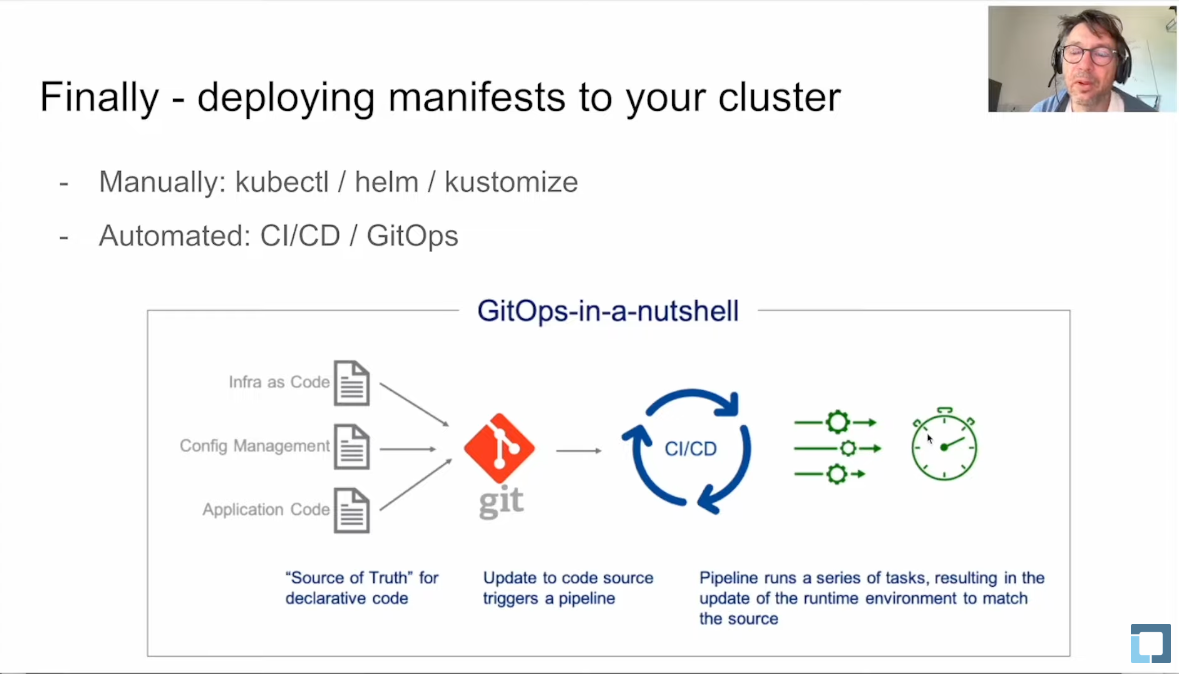 Finally - deploying manifests to your cluster
- Manually: kubectl / helm / kustomize
- Automated: CI/CD / GitOps
GitOps-in-a-nutshell
Infra as Code
Config Management
Application Code
git
CI/CD
“Source of Truth” for
declarative code
Update to code source
triggers a pipeline
Pipeline runs a series of tasks, resulting in the
update of the runtime environment to match
the source